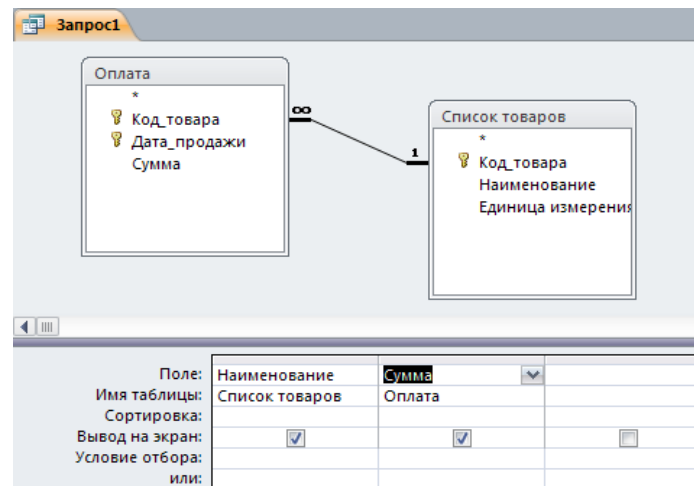 Запрос1
Оплата
*
Код_товара
Дата_продажи
Сумма
∞
1
Список товаров
*
Код_товара
Наименование
Единица измерения
Поле: Наименование Сумма
Имя таблицы: Список товаров Оплата
Сортировка:
Вывод на экран:
Условие отбора:
или: